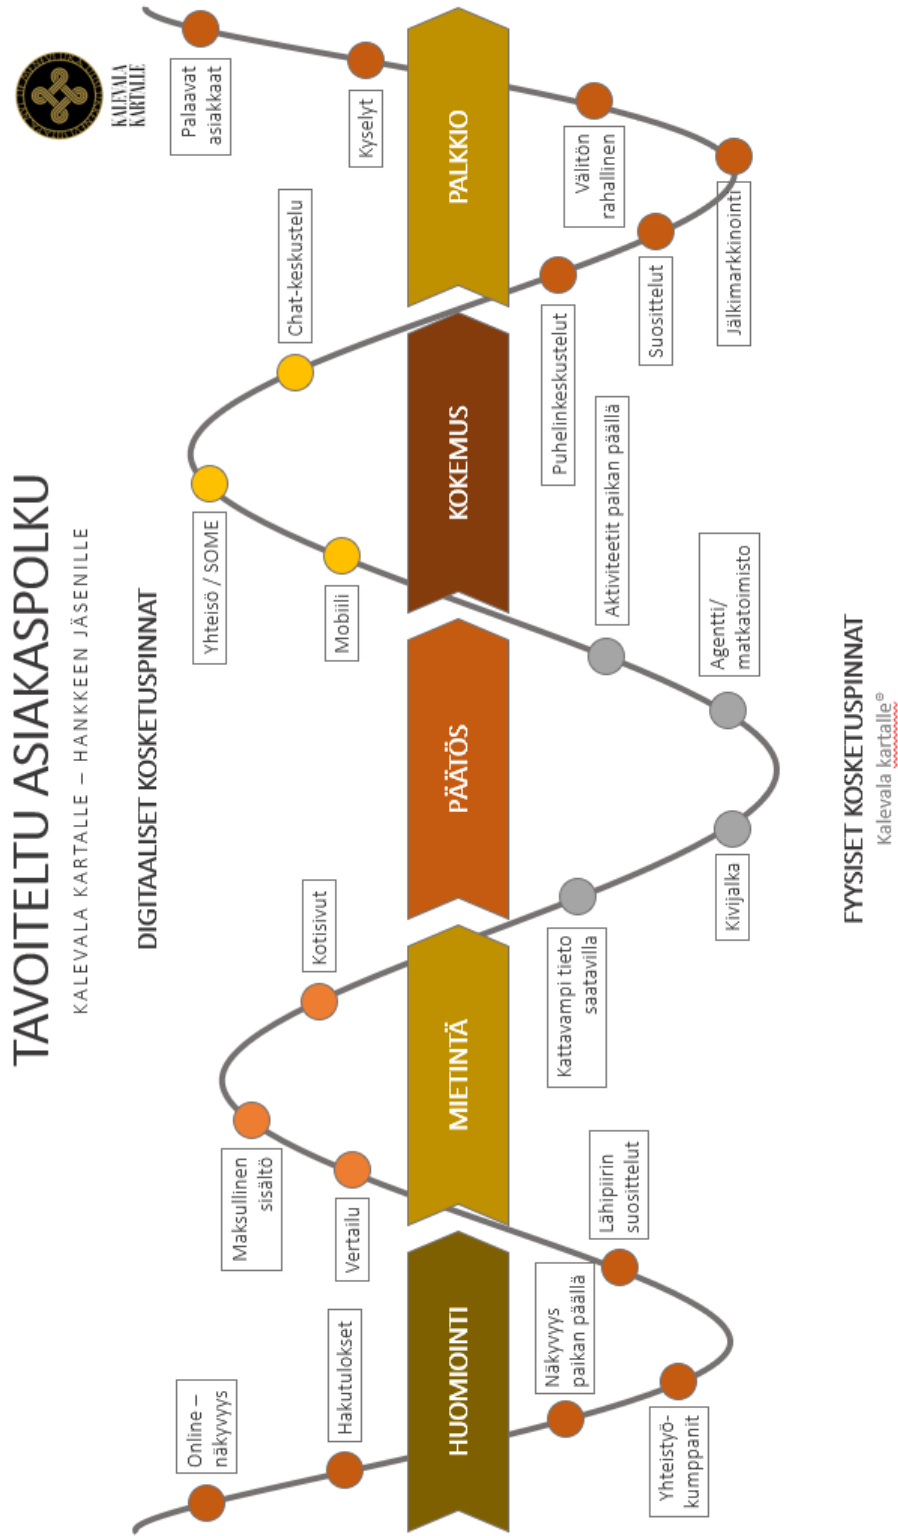 TAVOITELTU ASIAKASPOLKU
KALEVALA KARTALLE – HANKKEEN JÄSENILLE
KALEVALA
KARTALLE
DIGITAALISET KOSKETUSPINNAT
Online –
näkyvyys
Hakutulokset
Vertailu
Maksullinen
sisältö
Kotisivut
Mobiili
Yhteisö / SOME
Chat-keskustelu
Kyselyt
Palaavat
asiakkaat
HUOMIOINTI
MIETINTÄ
PÄÄTÖS
KOKEMUS
PALKKIO
Näkyvyys
paikan päällä
Yhteistyö-
kumppanit
Lähipiirin
suosittelut
Kattavampi tieto
saatavilla
Kivijalka
Agentti/
matkatoimisto
Aktiviteetit paikan päällä
Puhelinkeskustelut
Suosittelut
Jälkimarkkinointi
Välitön
rahallinen
FYYSISET KOSKETUSPINNAT
Kalevala kartalle®